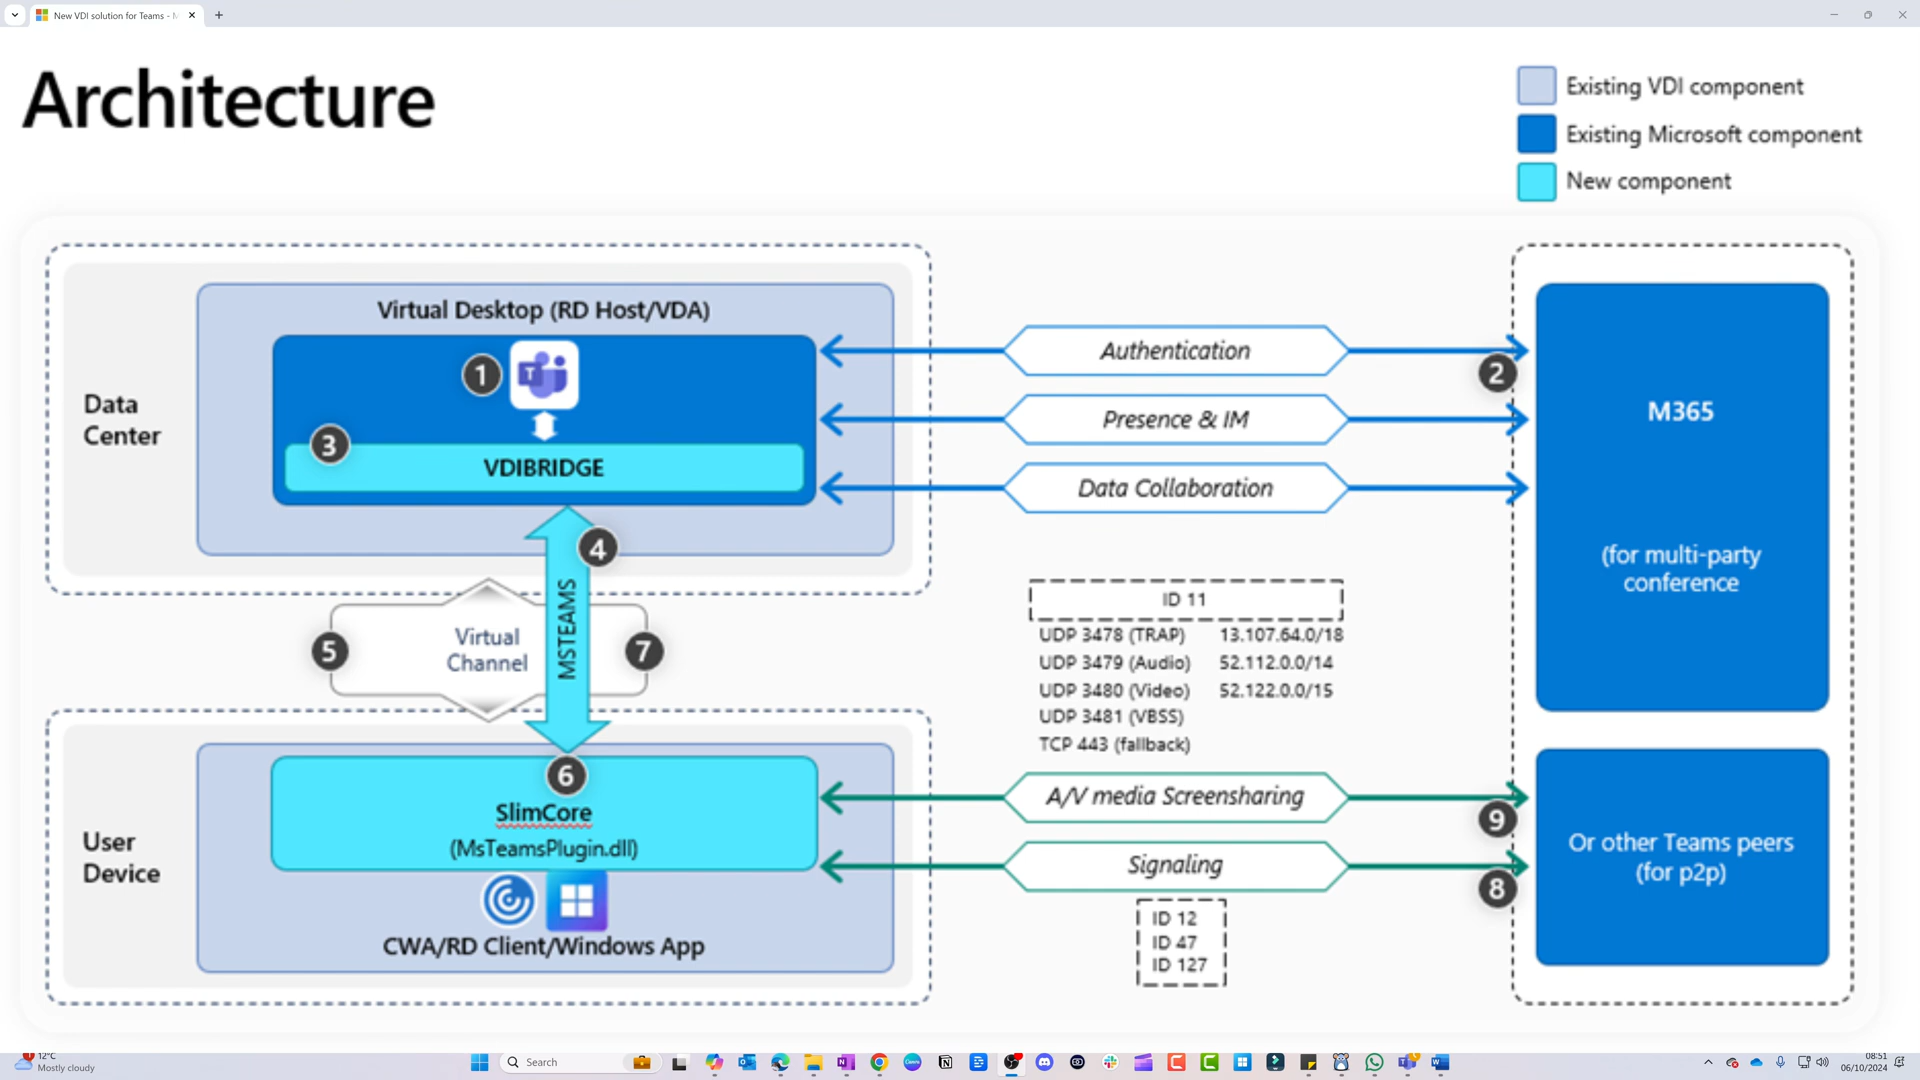 New VDI solution for Teams - M
Architecture
Existing VDI component
Existing Microsoft component
New component
Data
Center
Virtual Desktop (RD Host/VDA)
1
3
VDIBRIDGE
4
MSTEAMS
5
Virtual
Channel
7
User
Device
6
SlimCore
(MsTeamsPlugin.dll)
CWA/RD Client/Windows App
Authentication
2
Presence & IM
Data Collaboration
ID 11
UDP 3478 (TRAP) 13.107.64.0/18
UDP 3479 (Audio) 52.112.0.0/14
UDP 3480 (Video) 52.122.0.0/15
UDP 3481 (VBSS)
TCP 443 (fallback)
A/V media Screensharing
9
Signaling
8
ID 12
ID 47
ID 127
M365
(for multi-party
conference
Or other Teams peers
(for p2p)
12°C
Mostly cloudy
Search
08:51
06/10/2024